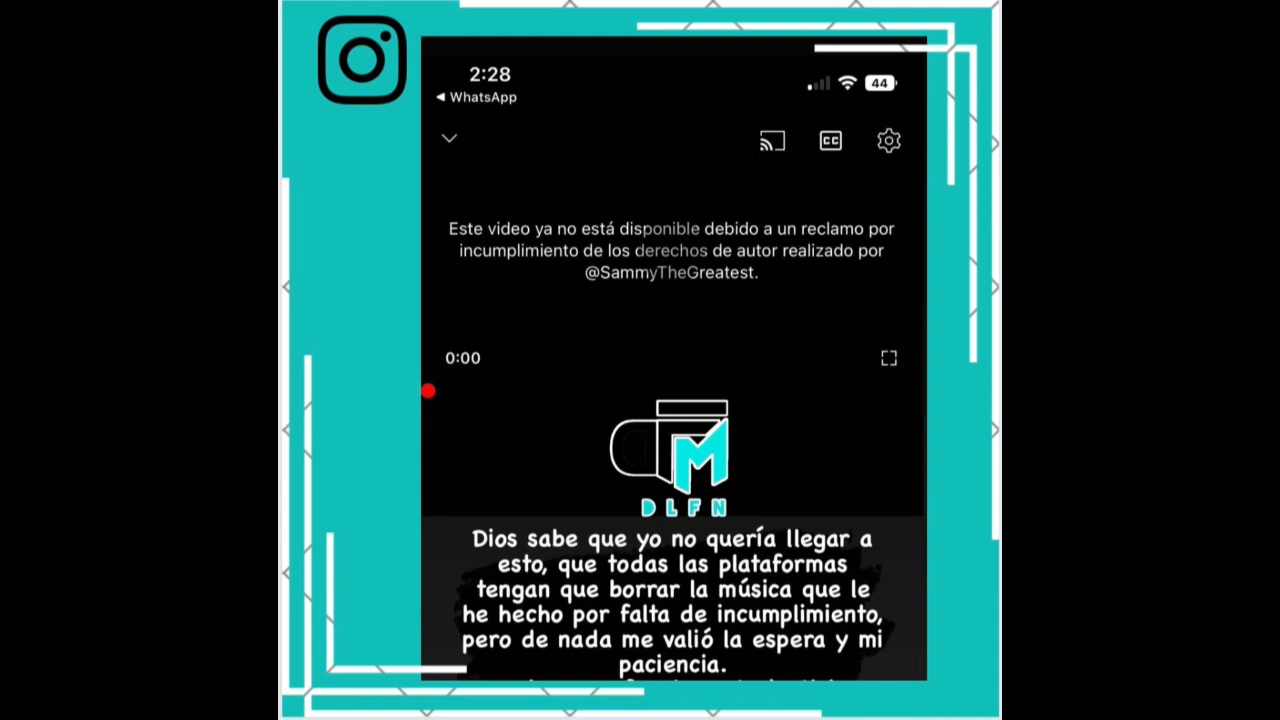 2:28
44
◀ WhatsApp
CC
Este video ya no está disponible debido a un reclamo por
incumplimiento de los derechos de autor realizado por
@SammyTheGreatest.
0:00
M
DLFN
Dios sabe que yo no quería llegar a
esto, que todas las plataformas
tengan que borrar la música que le
he hecho por falta de incumplimiento,
pero de nada me valió la espera y mi
paciencia.